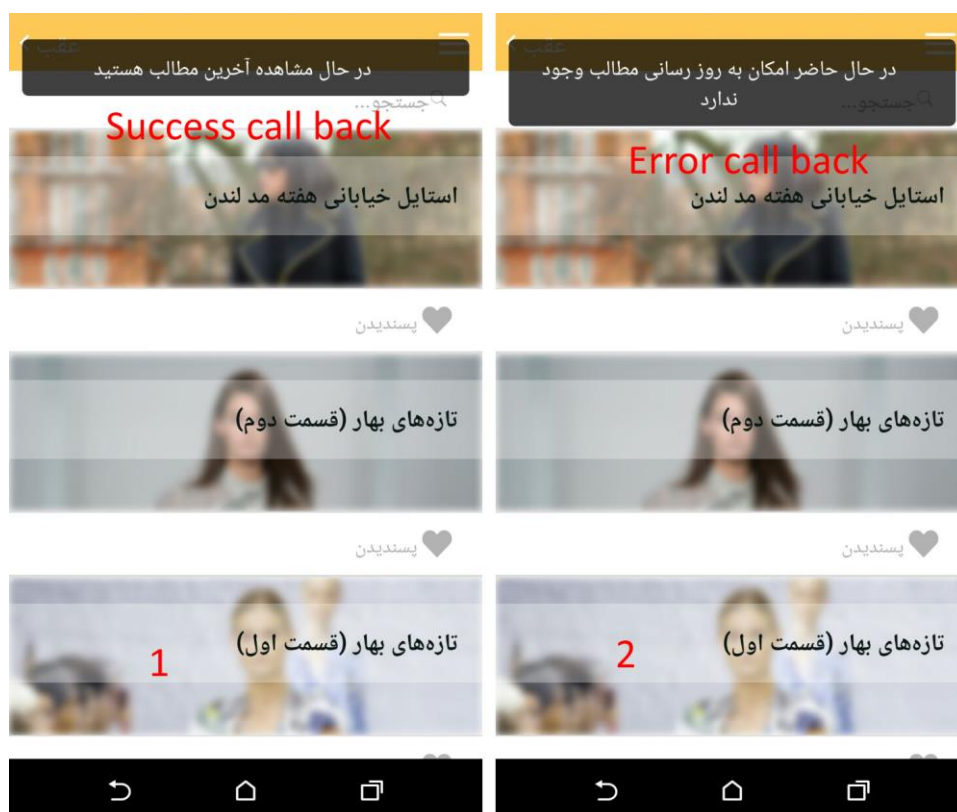 عقب
در حال مشاهده آخرین مطالب هستید
جستجو...
Success call back
استایل خیابانی هفته مد لندن
پسندیدن
تازه‌های بهار (قسمت دوم)
پسندیدن
تازه‌های بهار (قسمت اول)
1
عقب
در حال حاضر امکان به روز رسانی مطالب وجود
ندارد
جستجو...
Error call back
استایل خیابانی هفته مد لندن
پسندیدن
تازه‌های بهار (قسمت دوم)
پسندیدن
تازه‌های بهار (قسمت اول)
2